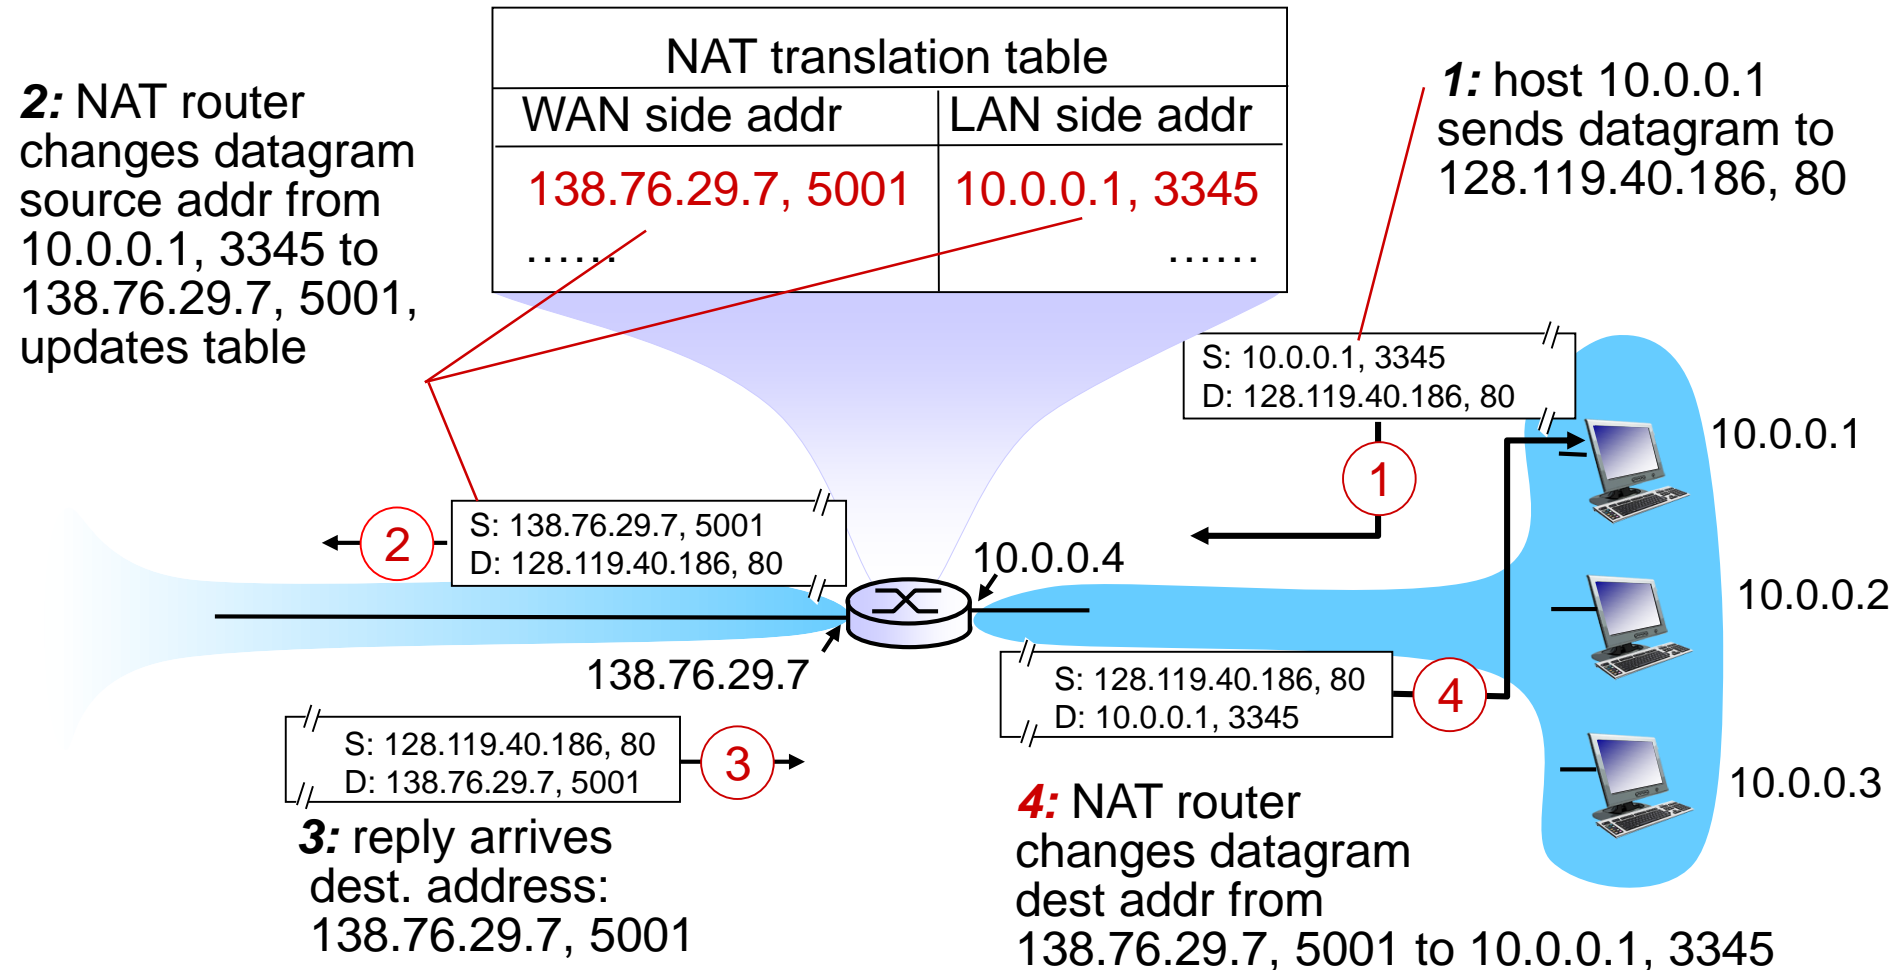 NAT translation table
WAN side addr LAN side addr
138.76.29.7, 5001 10.0.0.1, 3345
...... ......
2: NAT router
changes datagram
source addr from
10.0.0.1, 3345 to
138.76.29.7, 5001,
updates table
1: host 10.0.0.1
sends datagram to
128.119.40.186, 80
S: 10.0.0.1, 3345
D: 128.119.40.186, 80
1
10.0.0.1
S: 138.76.29.7, 5001
D: 128.119.40.186, 80
2
10.0.0.4
10.0.0.2
138.76.29.7
S: 128.119.40.186, 80
D: 10.0.0.1, 3345
4
S: 128.119.40.186, 80
D: 138.76.29.7, 5001
3
10.0.0.3
3: reply arrives
dest. address:
138.76.29.7, 5001
4: NAT router
changes datagram
dest addr from
138.76.29.7, 5001 to 10.0.0.1, 3345